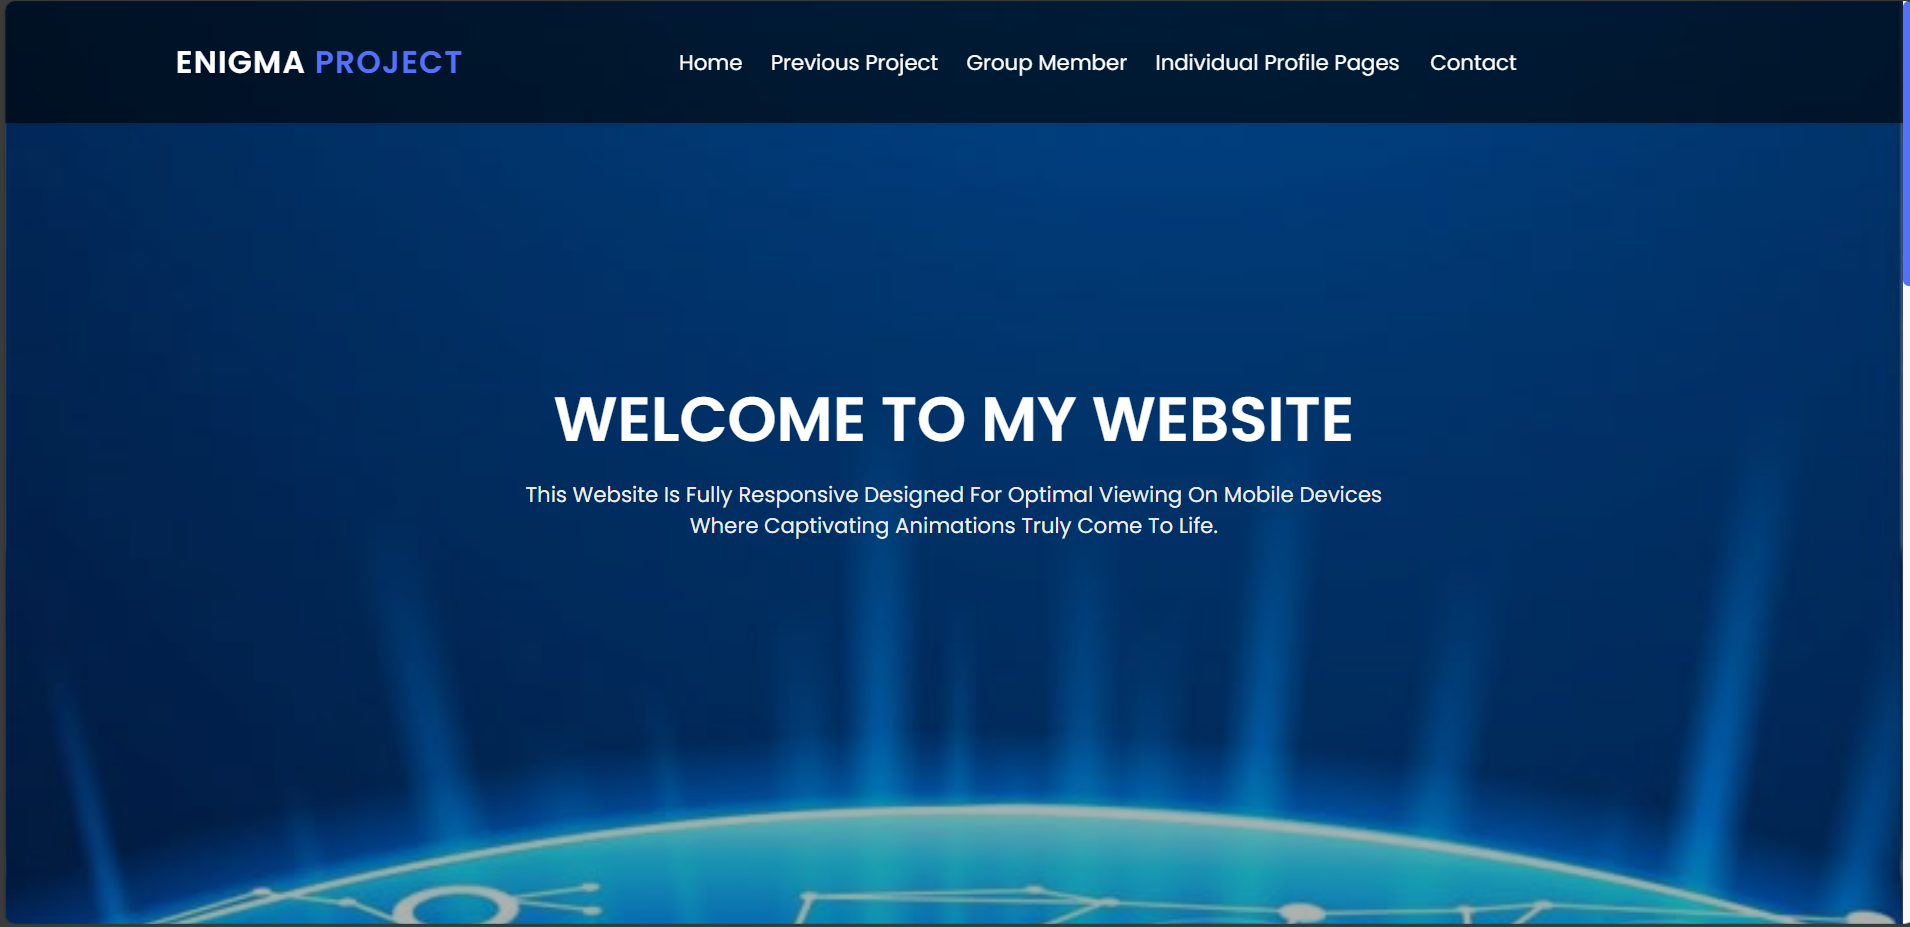 ENIGMA PROJECT
Home Previous Project Group Member Individual Profile Pages Contact
WELCOME TO MY WEBSITE
This Website Is Fully Responsive Designed For Optimal Viewing On Mobile Devices
Where Captivating Animations Truly Come To Life.